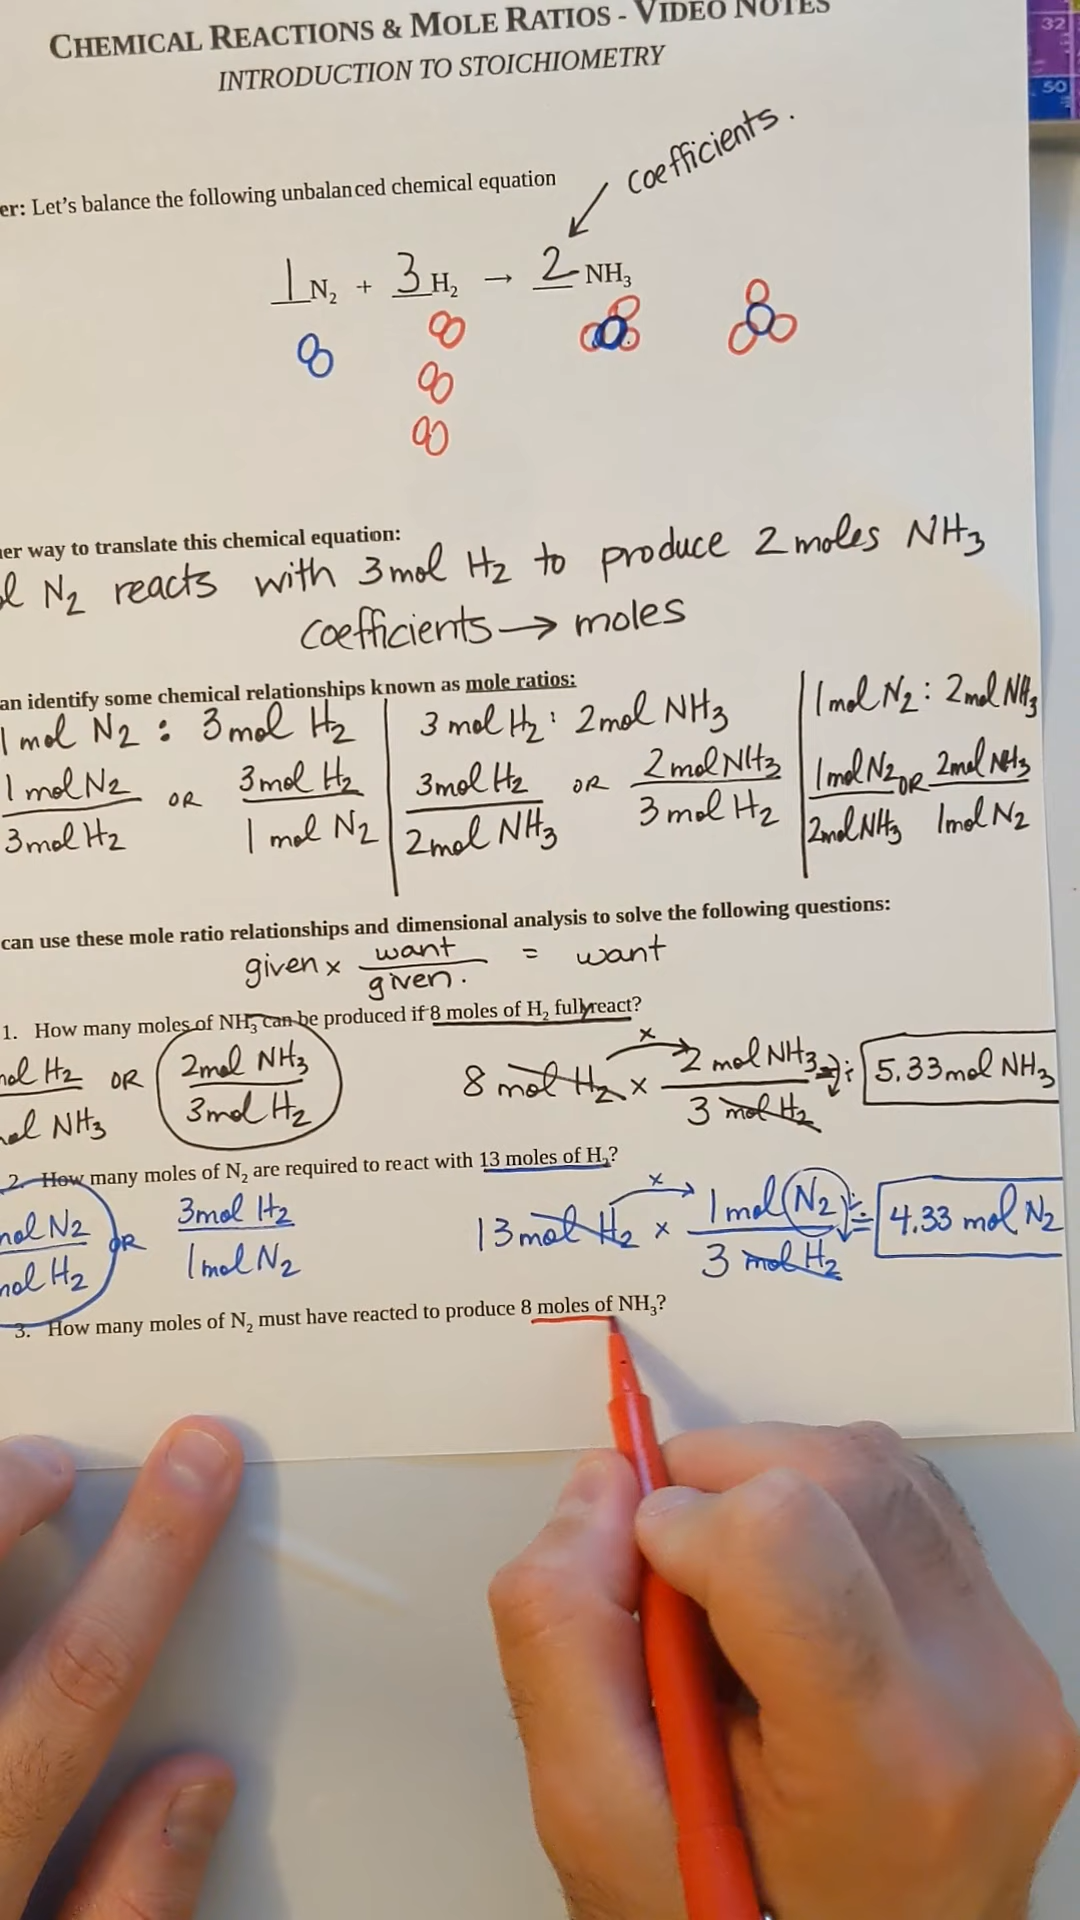 CHEMICAL REACTIONS & MOLE RATIOS - VIDEO NOTES
INTRODUCTION TO STOICHIOMETRY
32
50
coefficients.
er: Let's balance the following unbalanced chemical equation
1 N₂ + 3 H₂ → 2 NH₃
er way to translate this chemical equation:
N₂ reacts with 3 mol H₂ to produce 2 moles NH₃
coefficients → moles
an identify some chemical relationships known as mole ratios:
1 mol N₂ : 3 mol H₂
1 mol N₂ OR 3 mol H₂
3 mol H₂ 1 mol N₂
3 mol H₂ : 2 mol NH₃
3 mol H₂ OR 2 mol NH₃
2 mol NH₃ 3 mol H₂
1 mol N₂ : 2 mol NH₃
1 mol N₂ OR 2 mol NH₃
2 mol NH₃ 1 mol N₂
can use these mole ratio relationships and dimensional analysis to solve the following questions:
given × want = want
given.
1. How many moles of NH₃ can be produced if 8 moles of H₂ fully react?
mol H₂ OR 2 mol NH₃
mol NH₃ 3 mol H₂
8 mol H₂ × 2 mol NH₃ 5.33 mol NH₃
3 mol H₂
2. How many moles of N₂ are required to react with 13 moles of H₂?
mol N₂ OR 3 mol H₂
mol H₂ 1 mol N₂
13 mol H₂ × 1 mol N₂ = 4.33 mol N₂
3 mol H₂
3. How many moles of N₂ must have reacted to produce 8 moles of NH₃?